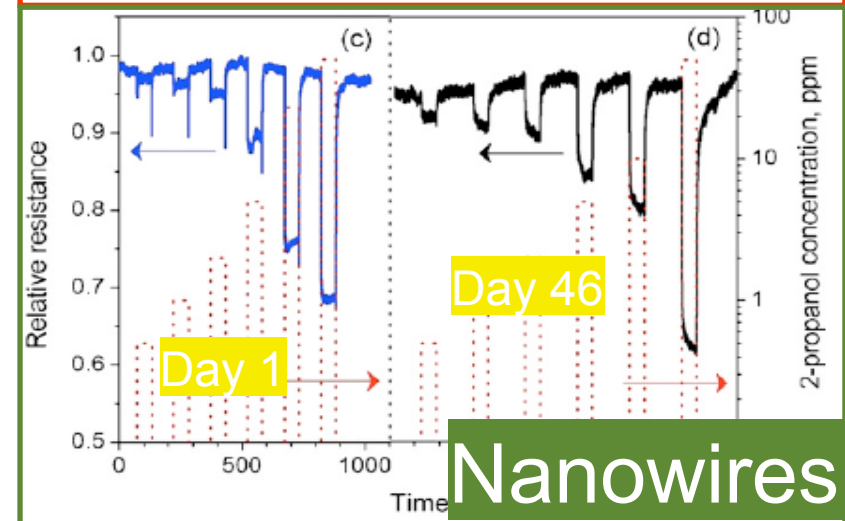 (c)
(d)
100
1.0
0.9
10
0.8
0.7
1
0.6
0.5
Relative resistance
2-propanol concentration, ppm
Day 1
Day 46
0
500
1000
Time
Nanowires